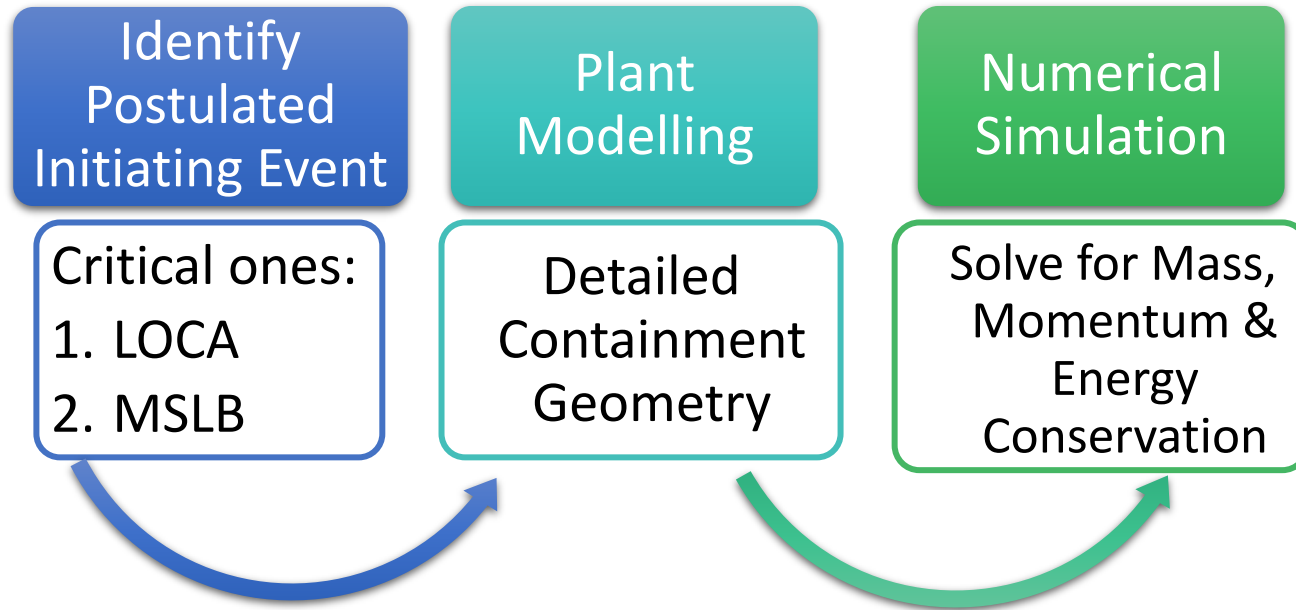 Identify
Postulated
Initiating Event
Critical ones:
1. LOCA
2. MSLB
Plant
Modelling
Detailed
Containment
Geometry
Numerical
Simulation
Solve for Mass,
Momentum &
Energy
Conservation